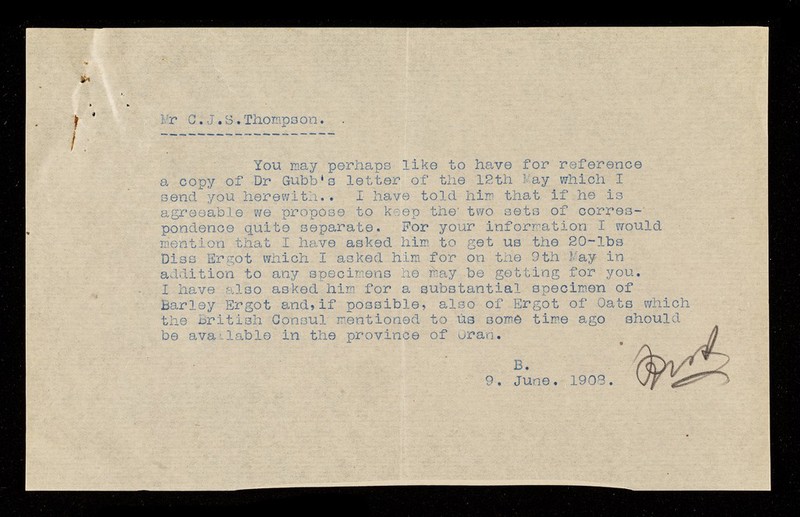 Mr C.J.S.Thompson.
You may perhaps like to have for reference
a copy of Dr Gubb's letter of the 12th May which I
send you herewith.. I have told him that if he is
agreeable we propose to keep the two sets of corres-
pondence quite separate. For your information I would
mention that I have asked him to get us the 20-lbs
Diss Ergot which I asked him for on the 9th May in
addition to any specimens he may be getting for you.
I have also asked him for a substantial specimen of
Barley Ergot and,if possible, also of Ergot of Oats which
the British Consul mentioned to us some time ago should
be available in the province of Oran.
B.
9. June. 1908.